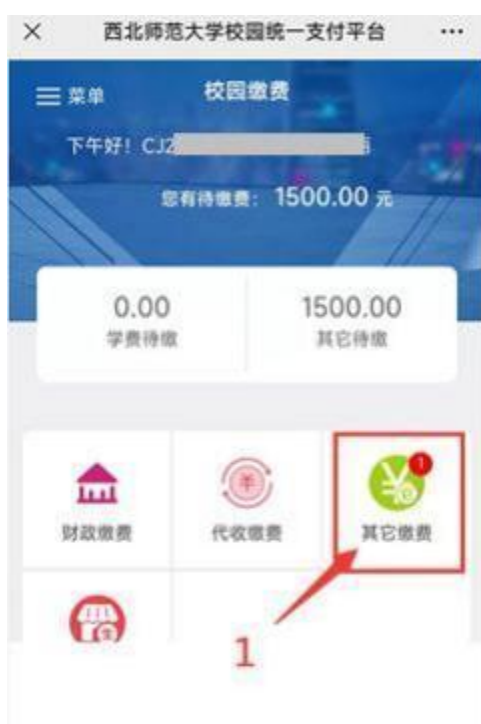 × 西北师范大学校园统一支付平台 ···
菜单 校园缴费
下午好！CJ2
您有待缴费： 1500.00 元
0.00 1500.00
学费待缴 其它待缴
1
财政缴费 代收缴费 其它缴费
生
1